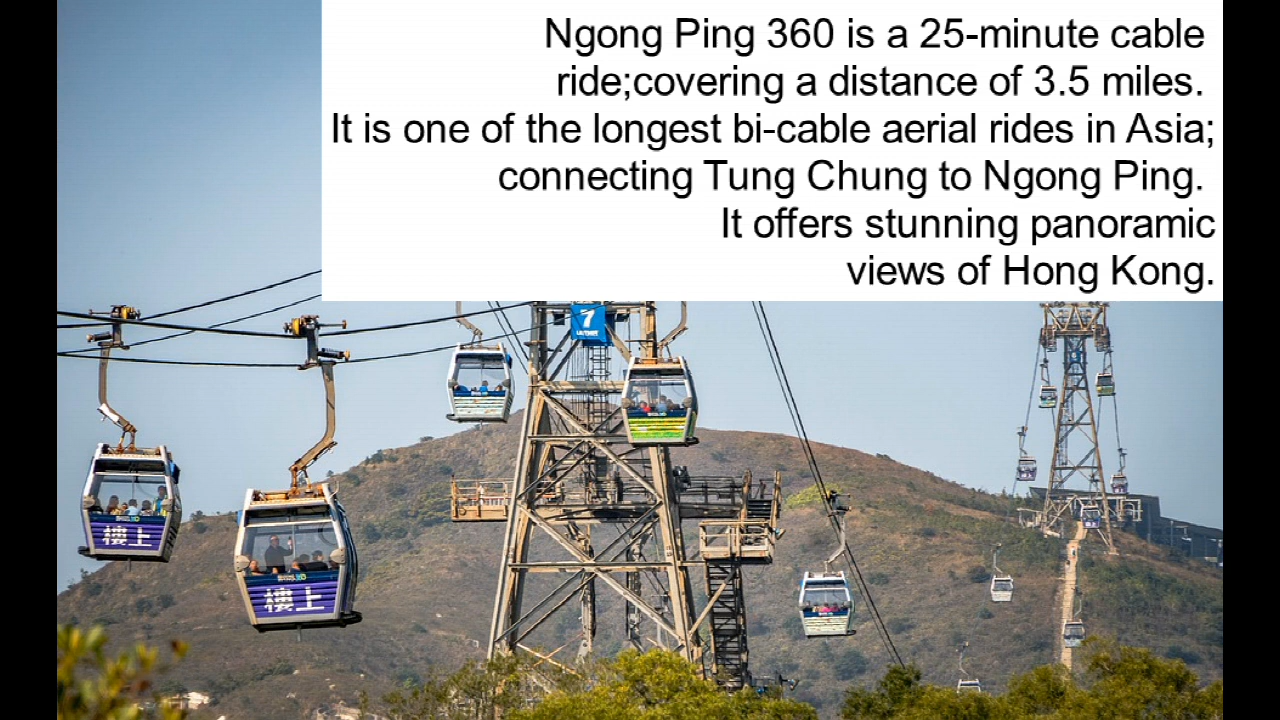 Ngong Ping 360 is a 25-minute cable
ride;covering a distance of 3.5 miles.
It is one of the longest bi-cable aerial rides in Asia;
connecting Tung Chung to Ngong Ping.
It offers stunning panoramic
views of Hong Kong.
7
樓上
樓上